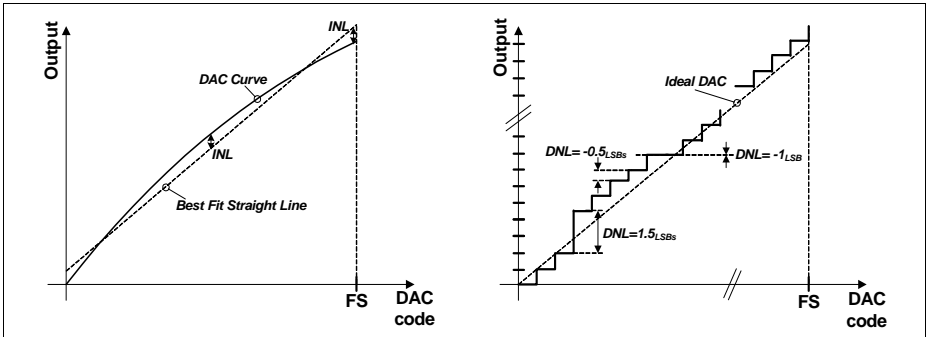 Output
INL
DAC Curve
INL
Best Fit Straight Line
FS
DAC
code
Output
Ideal DAC
DNL= -0.5LSBs
DNL= -1LSB
DNL=1.5LSBs
FS
DAC
code